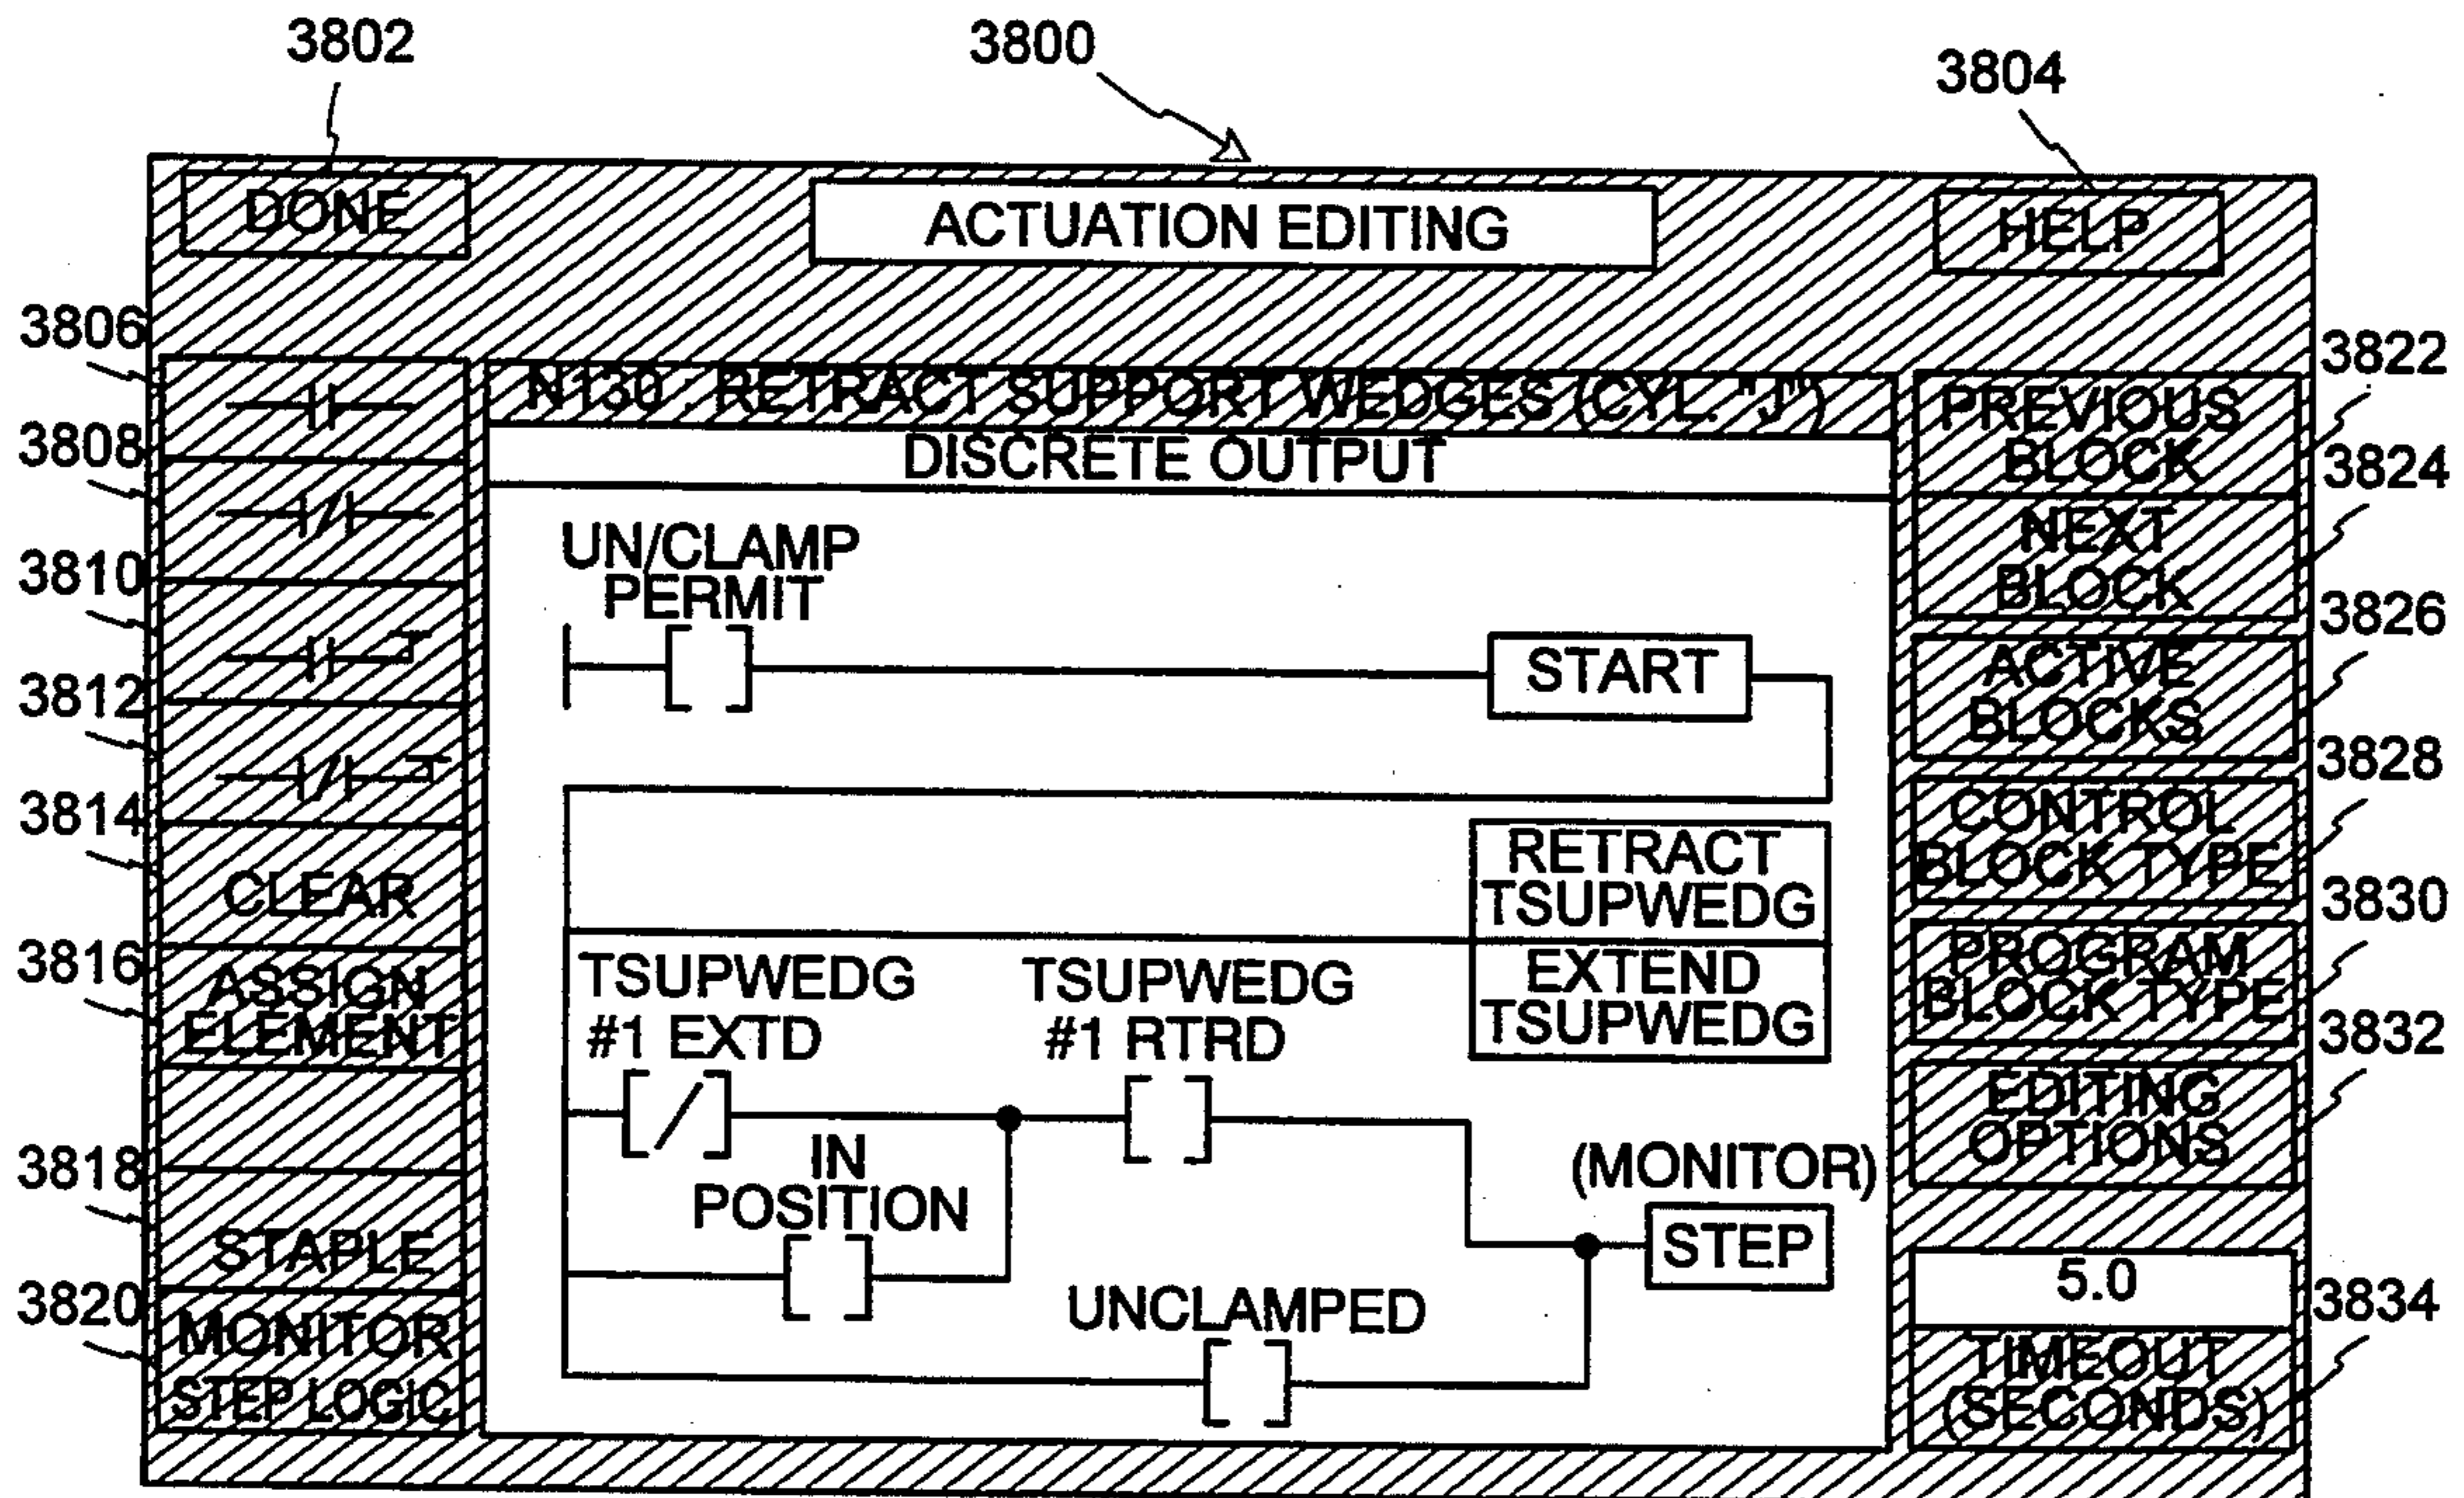 3802
3800
3804
DONE
ACTUATION EDITING
HELP
3806
3808
3810
3812
3814
CLEAR
3816
ASSIGN
ELEMENT
3818
STAPLE
3820
MONITOR
STEP LOGIC
N130 . RETRACT SUPPORT WEDGES (CYL. "J")
DISCRETE OUTPUT
UN/CLAMP
PERMIT
START
RETRACT
TSUPWEDG
EXTEND
TSUPWEDG
TSUPWEDG
#1 EXTD
TSUPWEDG
#1 RTRD
IN
POSITION
(MONITOR)
STEP
UNCLAMPED
3822
PREVIOUS
BLOCK
3824
NEXT
BLOCK
3826
ACTIVE
BLOCKS
3828
CONTROL
BLOCK TYPE
3830
PROGRAM
BLOCK TYPE
3832
EDITING
OPTIONS
5.0
3834
TIMEOUT
(SECONDS)